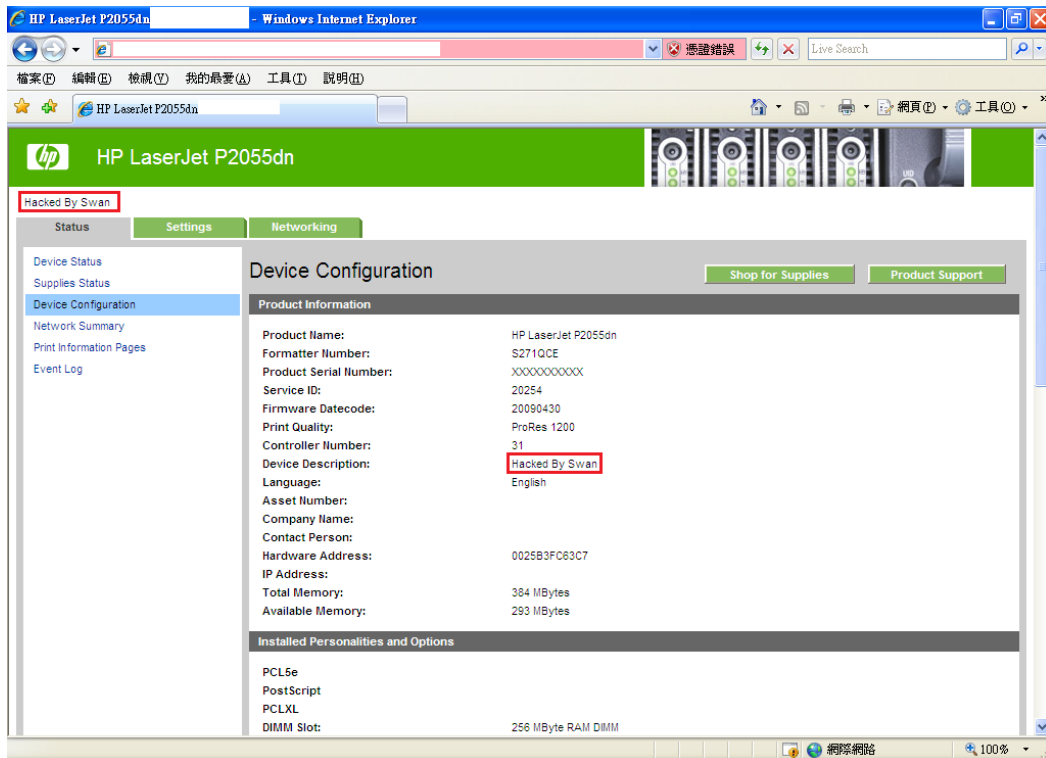 HP LaserJet P2055dn - Windows Internet Explorer
憑證錯誤 Live Search
檔案(F) 編輯(E) 檢視(V) 我的最愛(A) 工具(T) 說明(H)
HP LaserJet P2055dn 網頁(P) 工具(O) »
hp HP LaserJet P2055dn UID
Hacked By Swan
Status Settings Networking
Device Status
Supplies Status
Device Configuration
Network Summary
Print Information Pages
Event Log
Device Configuration Shop for Supplies Product Support
Product Information
Product Name: HP LaserJet P2055dn
Formatter Number: S271QCE
Product Serial Number: XXXXXXXXXX
Service ID: 20254
Firmware Datecode: 20090430
Print Quality: ProRes 1200
Controller Number: 31
Device Description: Hacked By Swan
Language: English
Asset Number:
Company Name:
Contact Person:
Hardware Address: 0025B3FC63C7
IP Address:
Total Memory: 384 MBytes
Available Memory: 293 MBytes
Installed Personalities and Options
PCL5e
PostScript
PCLXL
DIMM Slot: 256 MByte RAM DIMM
網際網路 100%